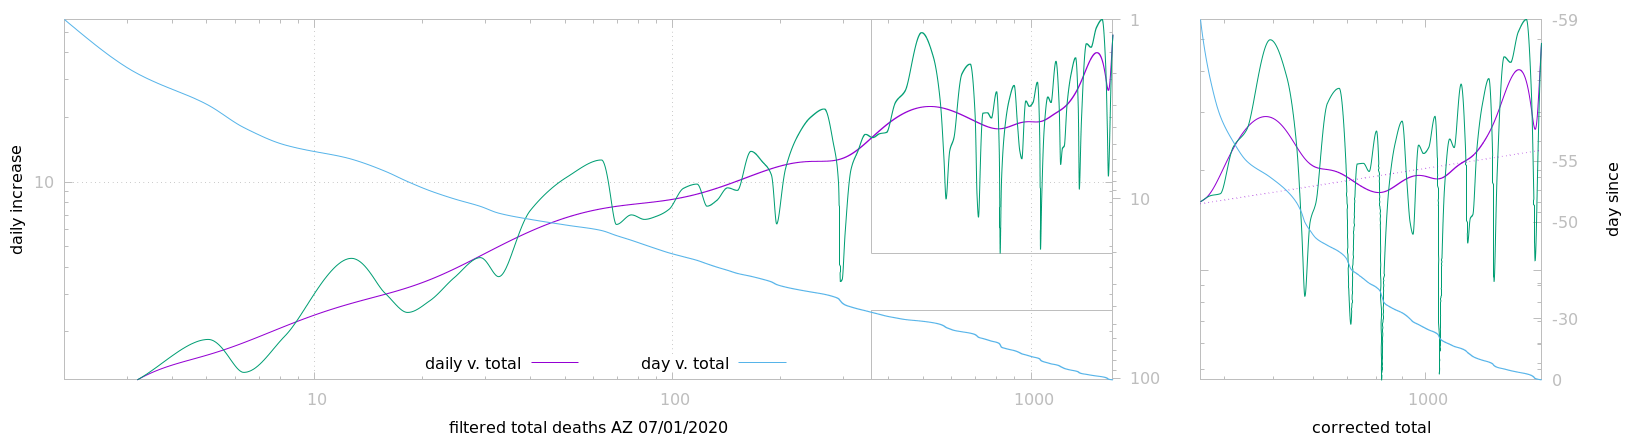 daily increase
10
daily v. total
day v. total
10
100
1000
filtered total deaths AZ 07/01/2020
1
10
100
1000
corrected total
-59
-55
-50
-30
0
day since